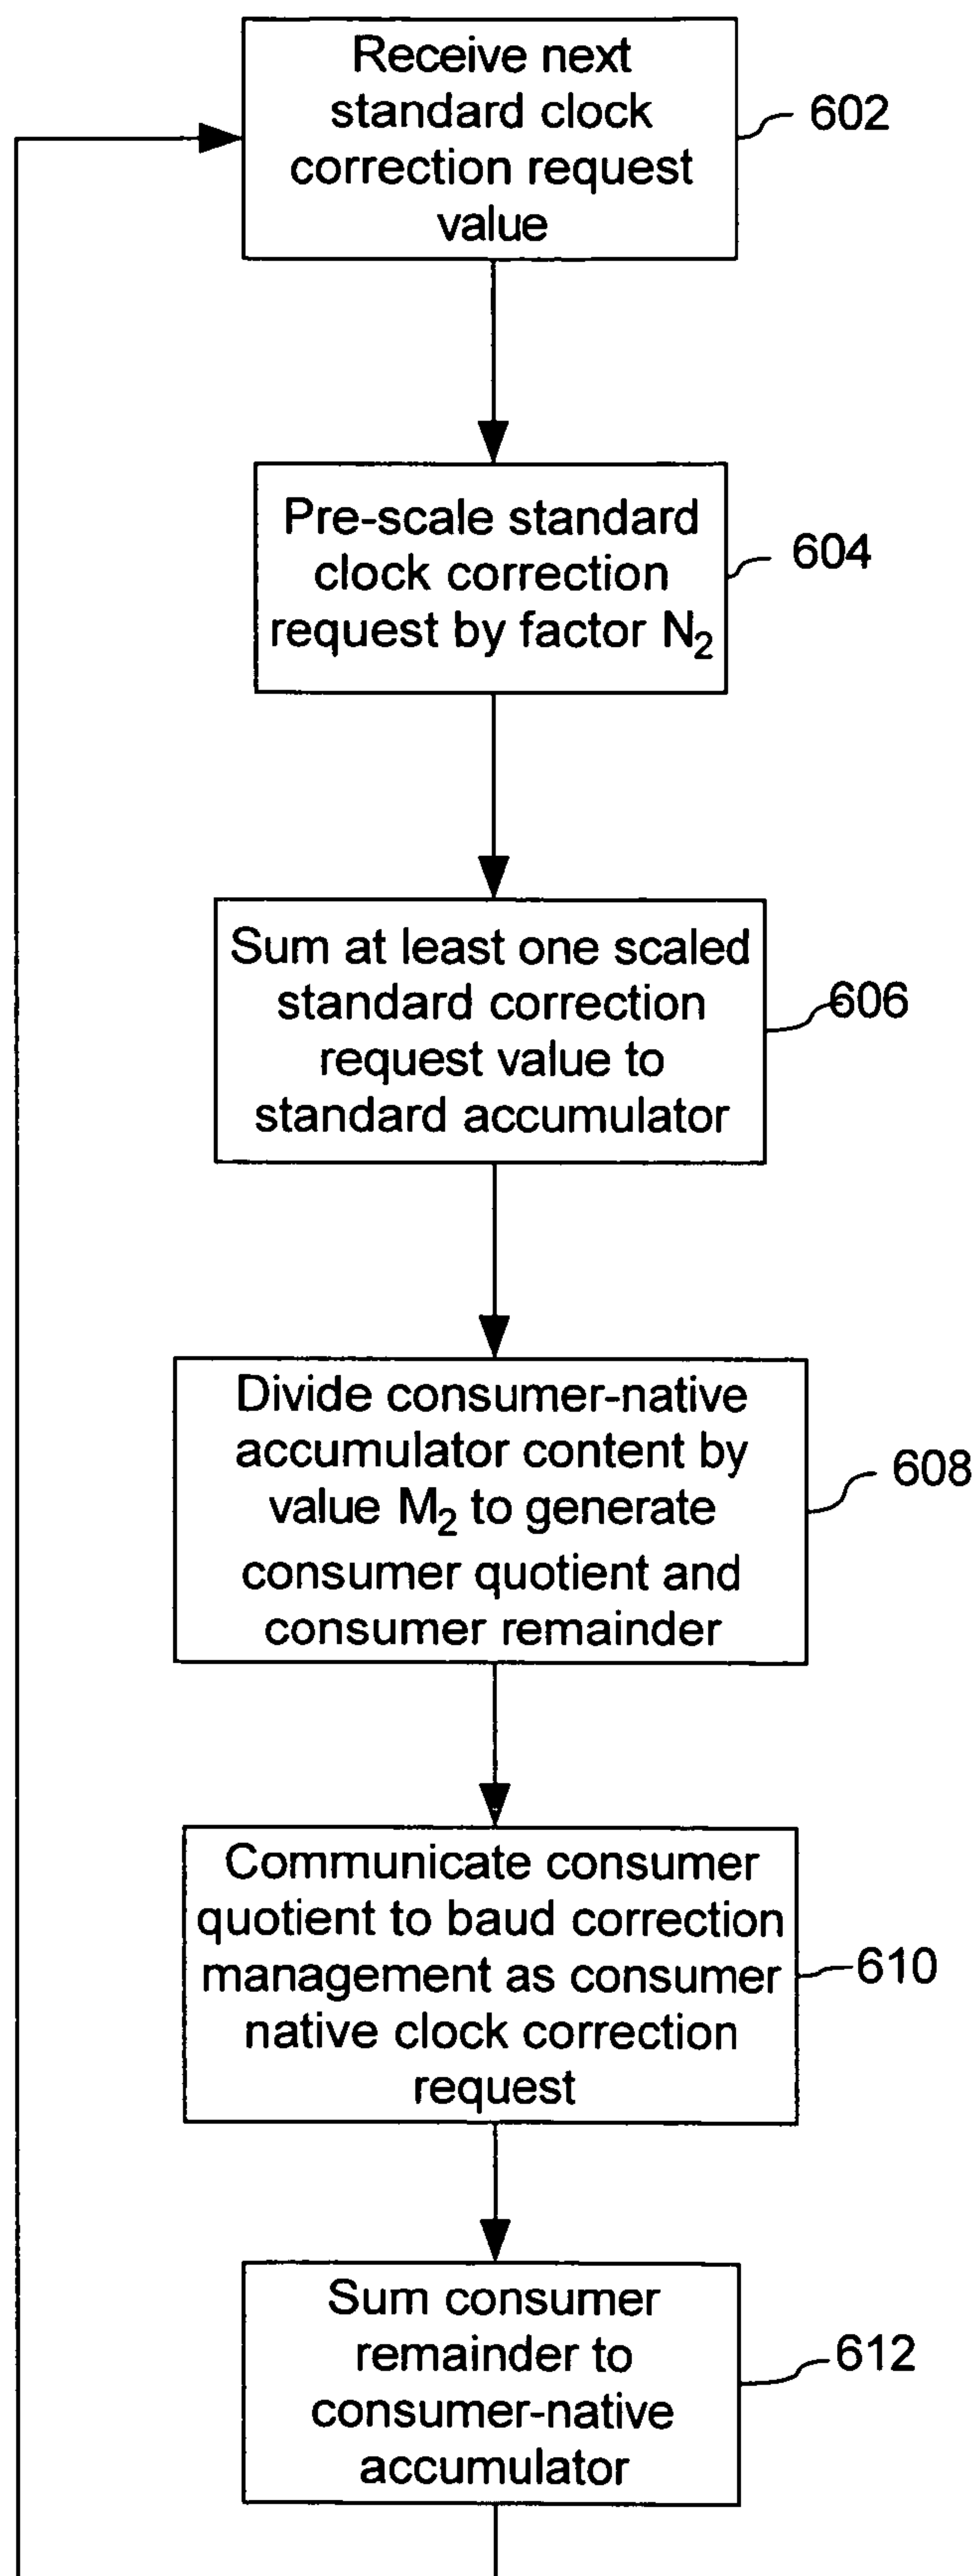 Receive next
standard clock
correction request
value
602
Pre-scale standard
clock correction
request by factor N₂
604
Sum at least one scaled
standard correction
request value to
standard accumulator
606
Divide consumer-native
accumulator content by
value M₂ to generate
consumer quotient and
consumer remainder
608
Communicate consumer
quotient to baud correction
management as consumer
native clock correction
request
610
Sum consumer
remainder to
consumer-native
accumulator
612